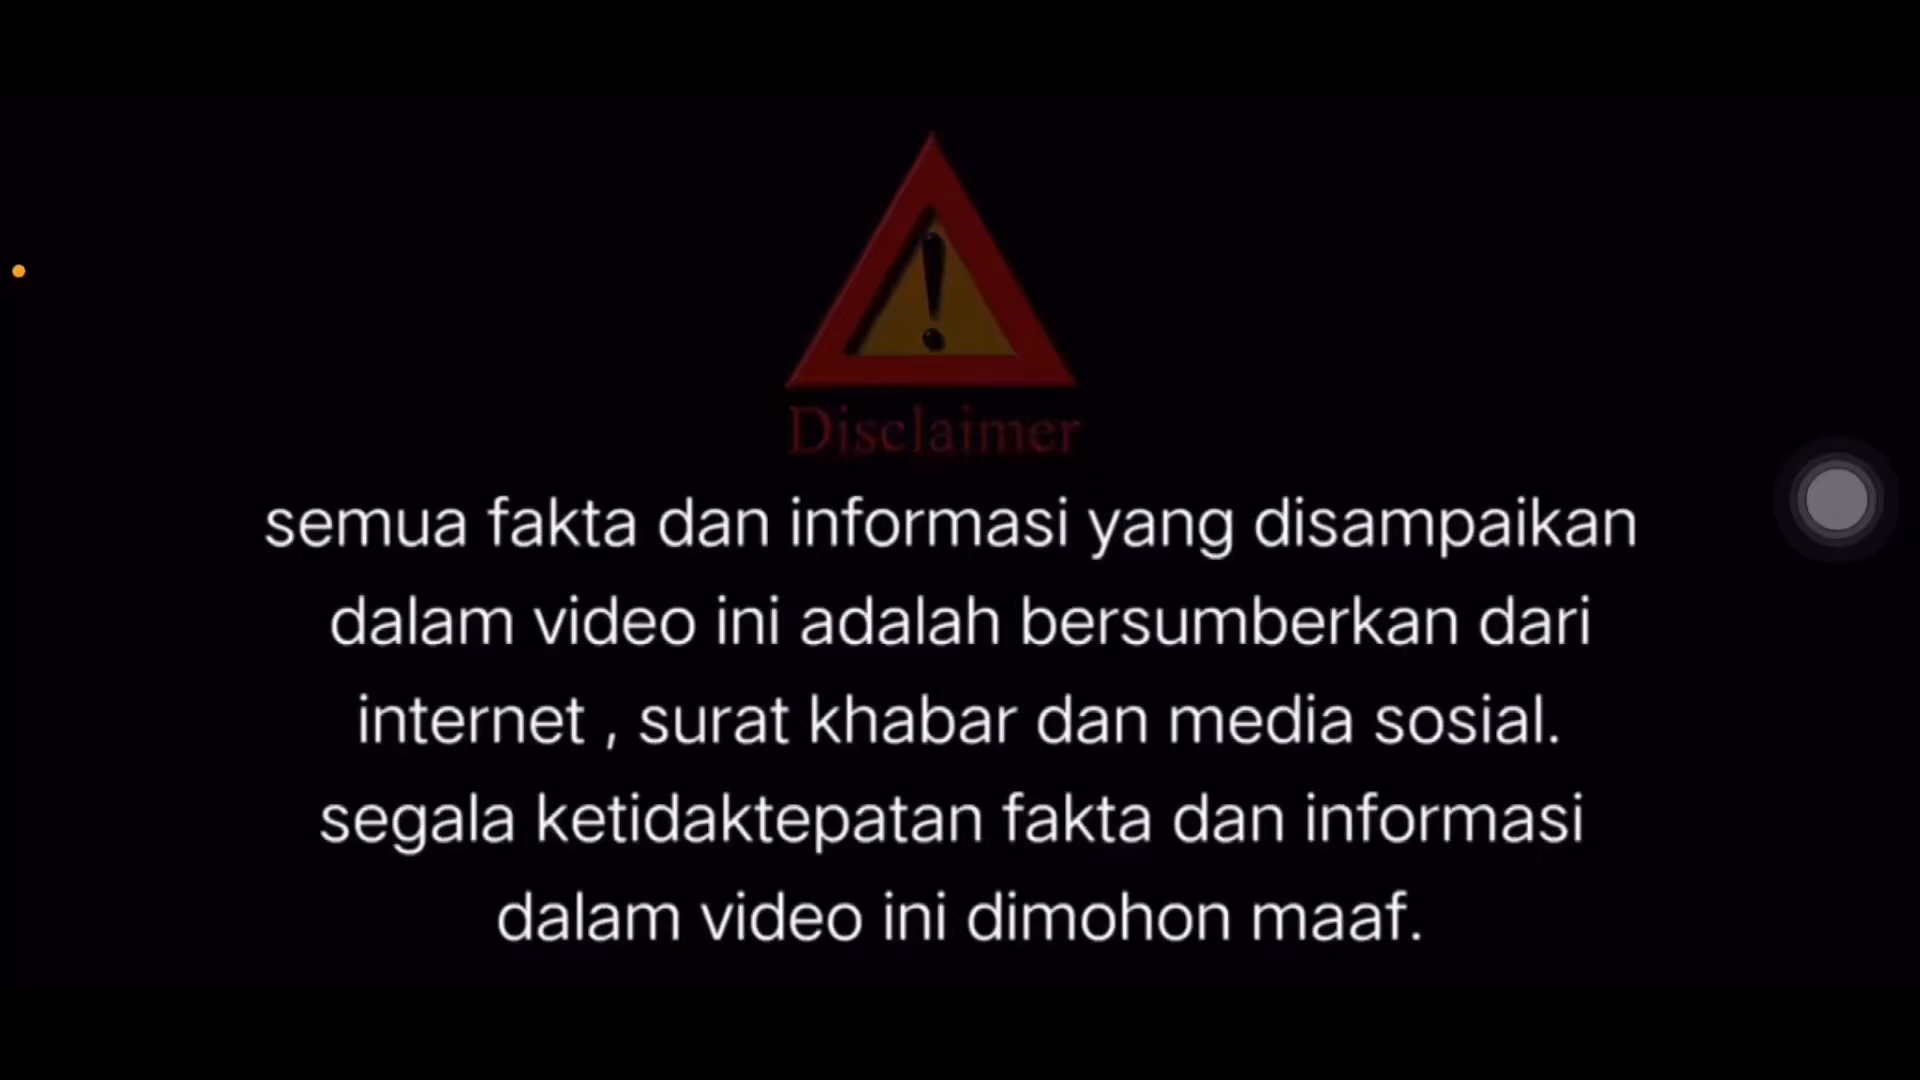 Disclaimer
semua fakta dan informasi yang disampaikan
dalam video ini adalah bersumberkan dari
internet , surat khabar dan media sosial.
segala ketidaktepatan fakta dan informasi
dalam video ini dimohon maaf.